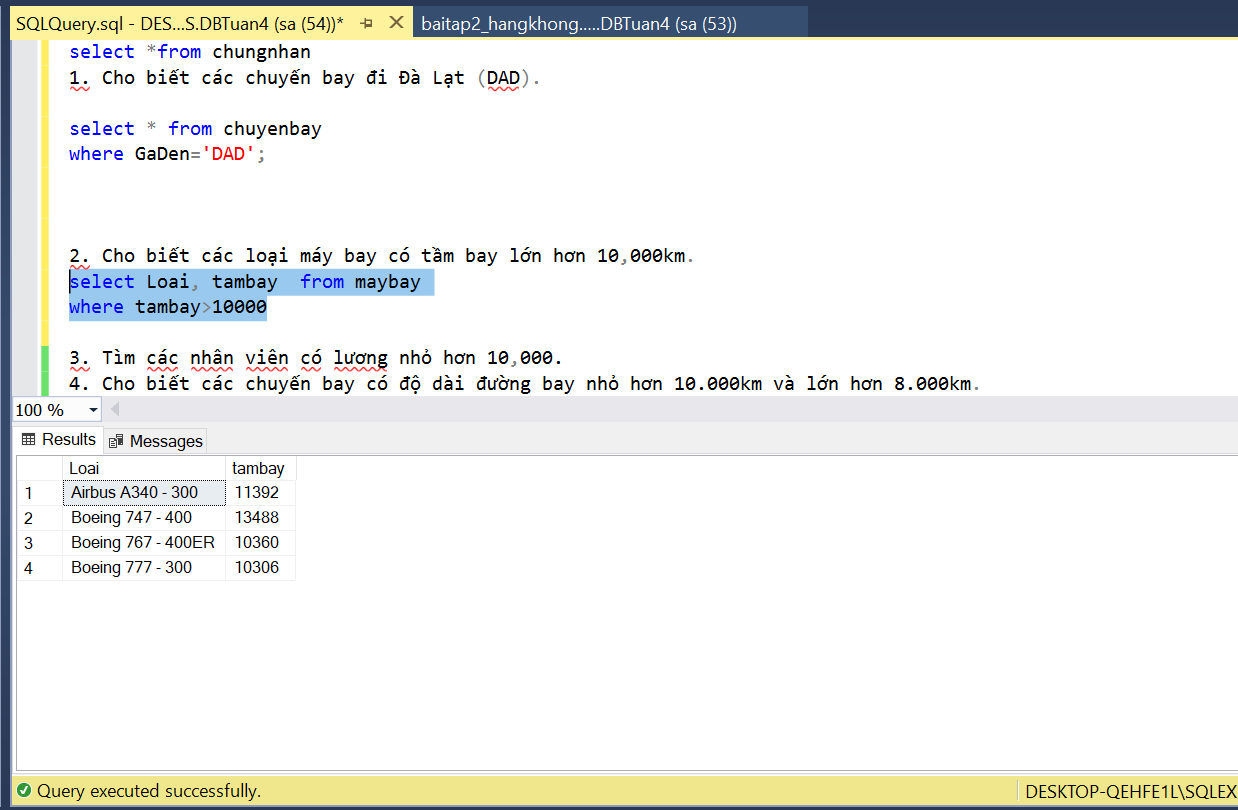 SQLQuery.sql - DES...S.DBTuan4 (sa (54))* baitap2_hangkhong.....DBTuan4 (sa (53))
select *from chungnhan
1. Cho biết các chuyến bay đi Đà Lạt (DAD).
select * from chuyenbay
where GaDen='DAD';
2. Cho biết các loại máy bay có tầm bay lớn hơn 10,000km.
select Loai, tambay  from maybay
where tambay>10000
3. Tìm các nhân viên có lương nhỏ hơn 10,000.
4. Cho biết các chuyến bay có độ dài đường bay nhỏ hơn 10.000km và lớn hơn 8.000km.
100 %
Results Messages
Loai tambay
1 Airbus A340 - 300 11392
2 Boeing 747 - 400 13488
3 Boeing 767 - 400ER 10360
4 Boeing 777 - 300 10306
Query executed successfully. DESKTOP-QEHFE1L\SQLEX